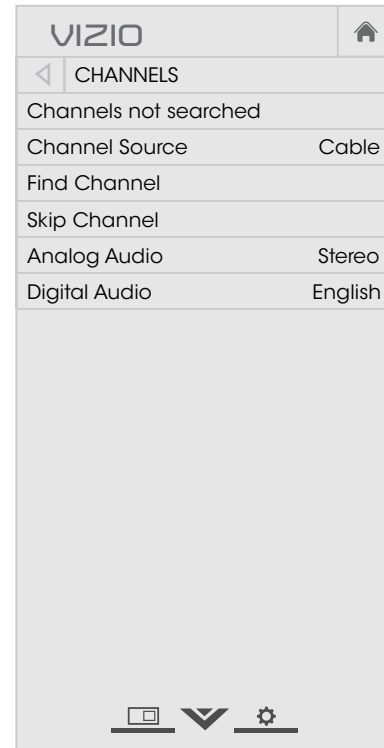 VIZIO
CHANNELS
Channels not searched
Channel Source Cable
Find Channel
Skip Channel
Analog Audio Stereo
Digital Audio English